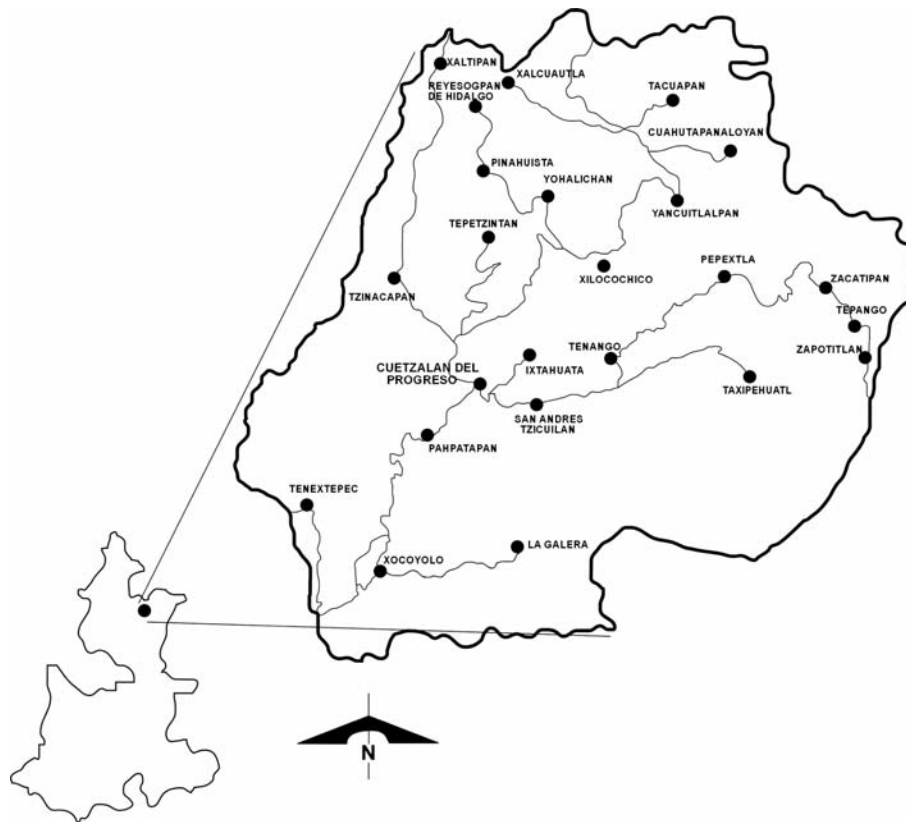 XALTIPAN
XALCUAUTLA
REYESOGPAN
DE HIDALGO
TACUAPAN
CUAHUTAPANALOYAN
PINAHUISTA
YOHALICHAN
YANCUITLALPAN
TEPETZINTAN
XILOCOCHICO
PEPEXTLA
ZACATIPAN
TZINACAPAN
TEPANGO
ZAPOTITLAN
CUETZALAN DEL
PROGRESO
IXTAHUATA
TENANGO
TAXIPEHUATL
SAN ANDRES
TZICUILAN
PAHPATAPAN
TENEXTEPEC
LA GALERA
XOCOYOLO
N